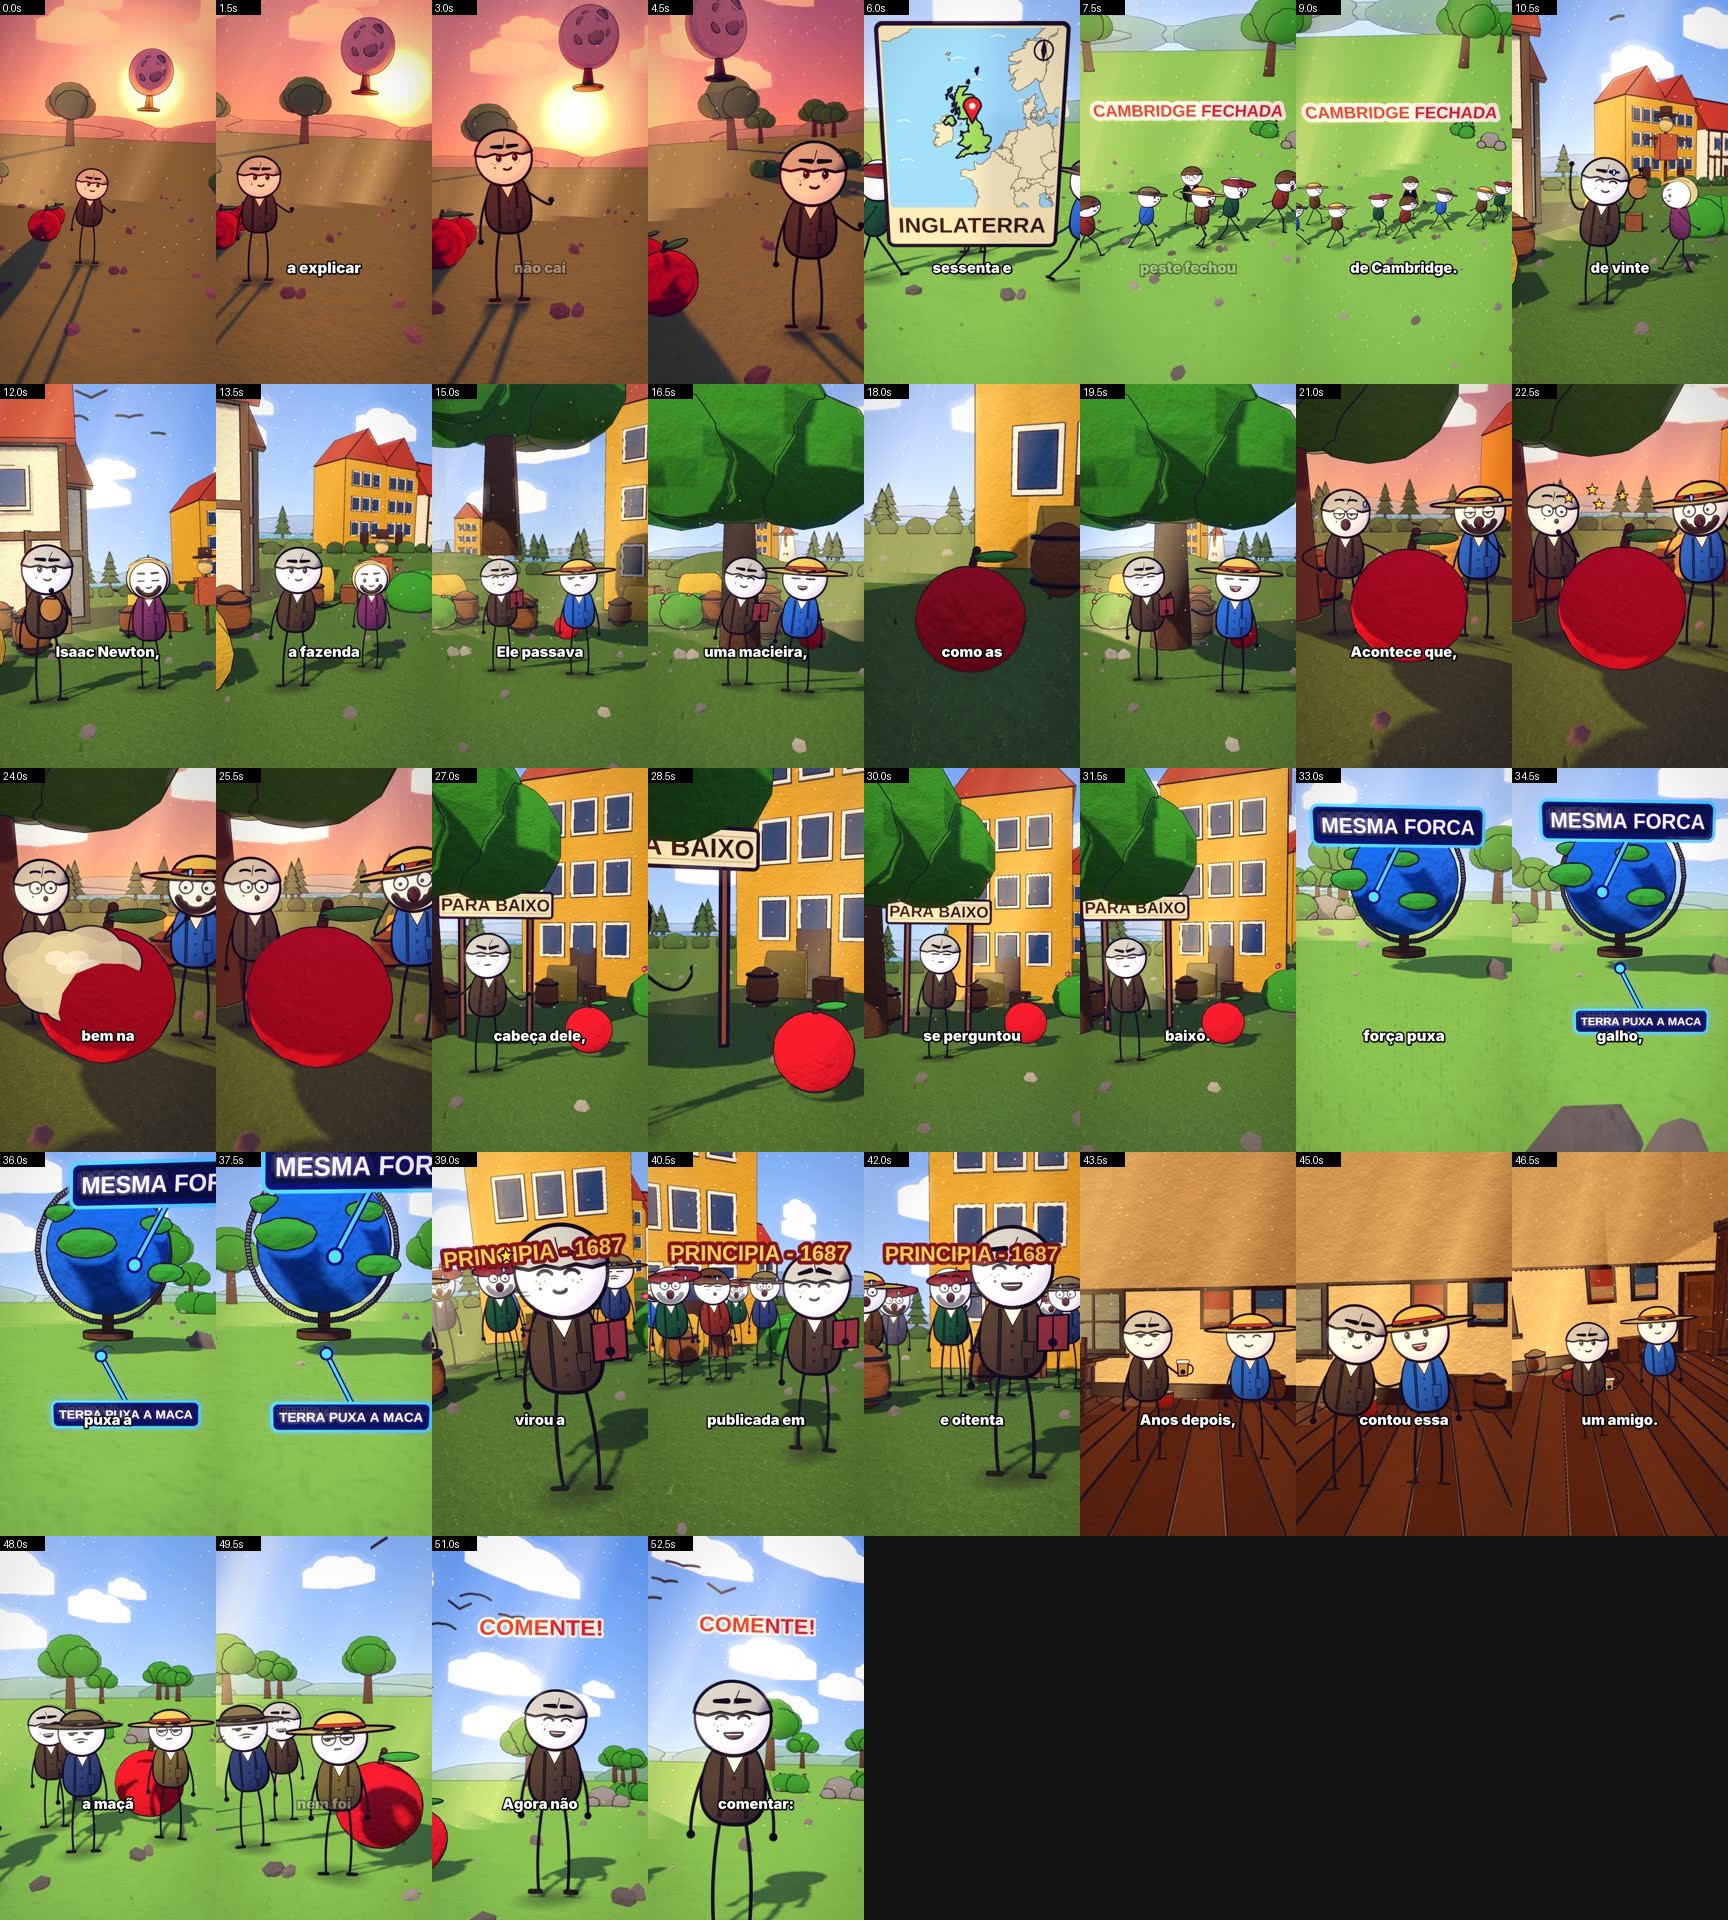 0.0s
1.5s
a explicar
3.0s
não cai
4.5s
6.0s
INGLATERRA
sessenta e
7.5s
CAMBRIDGE FECHADA
peste fechou
9.0s
CAMBRIDGE FECHADA
de Cambridge.
10.5s
de vinte
12.0s
Isaac Newton,
13.5s
a fazenda
15.0s
Ele passava
16.5s
uma macieira,
18.0s
como as
19.5s
21.0s
Acontece que,
22.5s
24.0s
bem na
25.5s
27.0s
PARA BAIXO
cabeça dele,
28.5s
A BAIXO
30.0s
PARA BAIXO
se perguntou
31.5s
PARA BAIXO
baixo.
33.0s
MESMA FORCA
força puxa
34.5s
MESMA FORCA
TERRA PUXA A MACA
galho,
36.0s
MESMA FOR
TERRA PUXA A MACA
puxa a
37.5s
MESMA FOR
TERRA PUXA A MACA
39.0s
PRINCIPIA - 1687
virou a
40.5s
PRINCIPIA - 1687
publicada em
42.0s
PRINCIPIA - 1687
e oitenta
43.5s
Anos depois,
45.0s
contou essa
46.5s
um amigo.
48.0s
a maçã
49.5s
nem foi
51.0s
COMENTE!
Agora não
52.5s
COMENTE!
comentar: